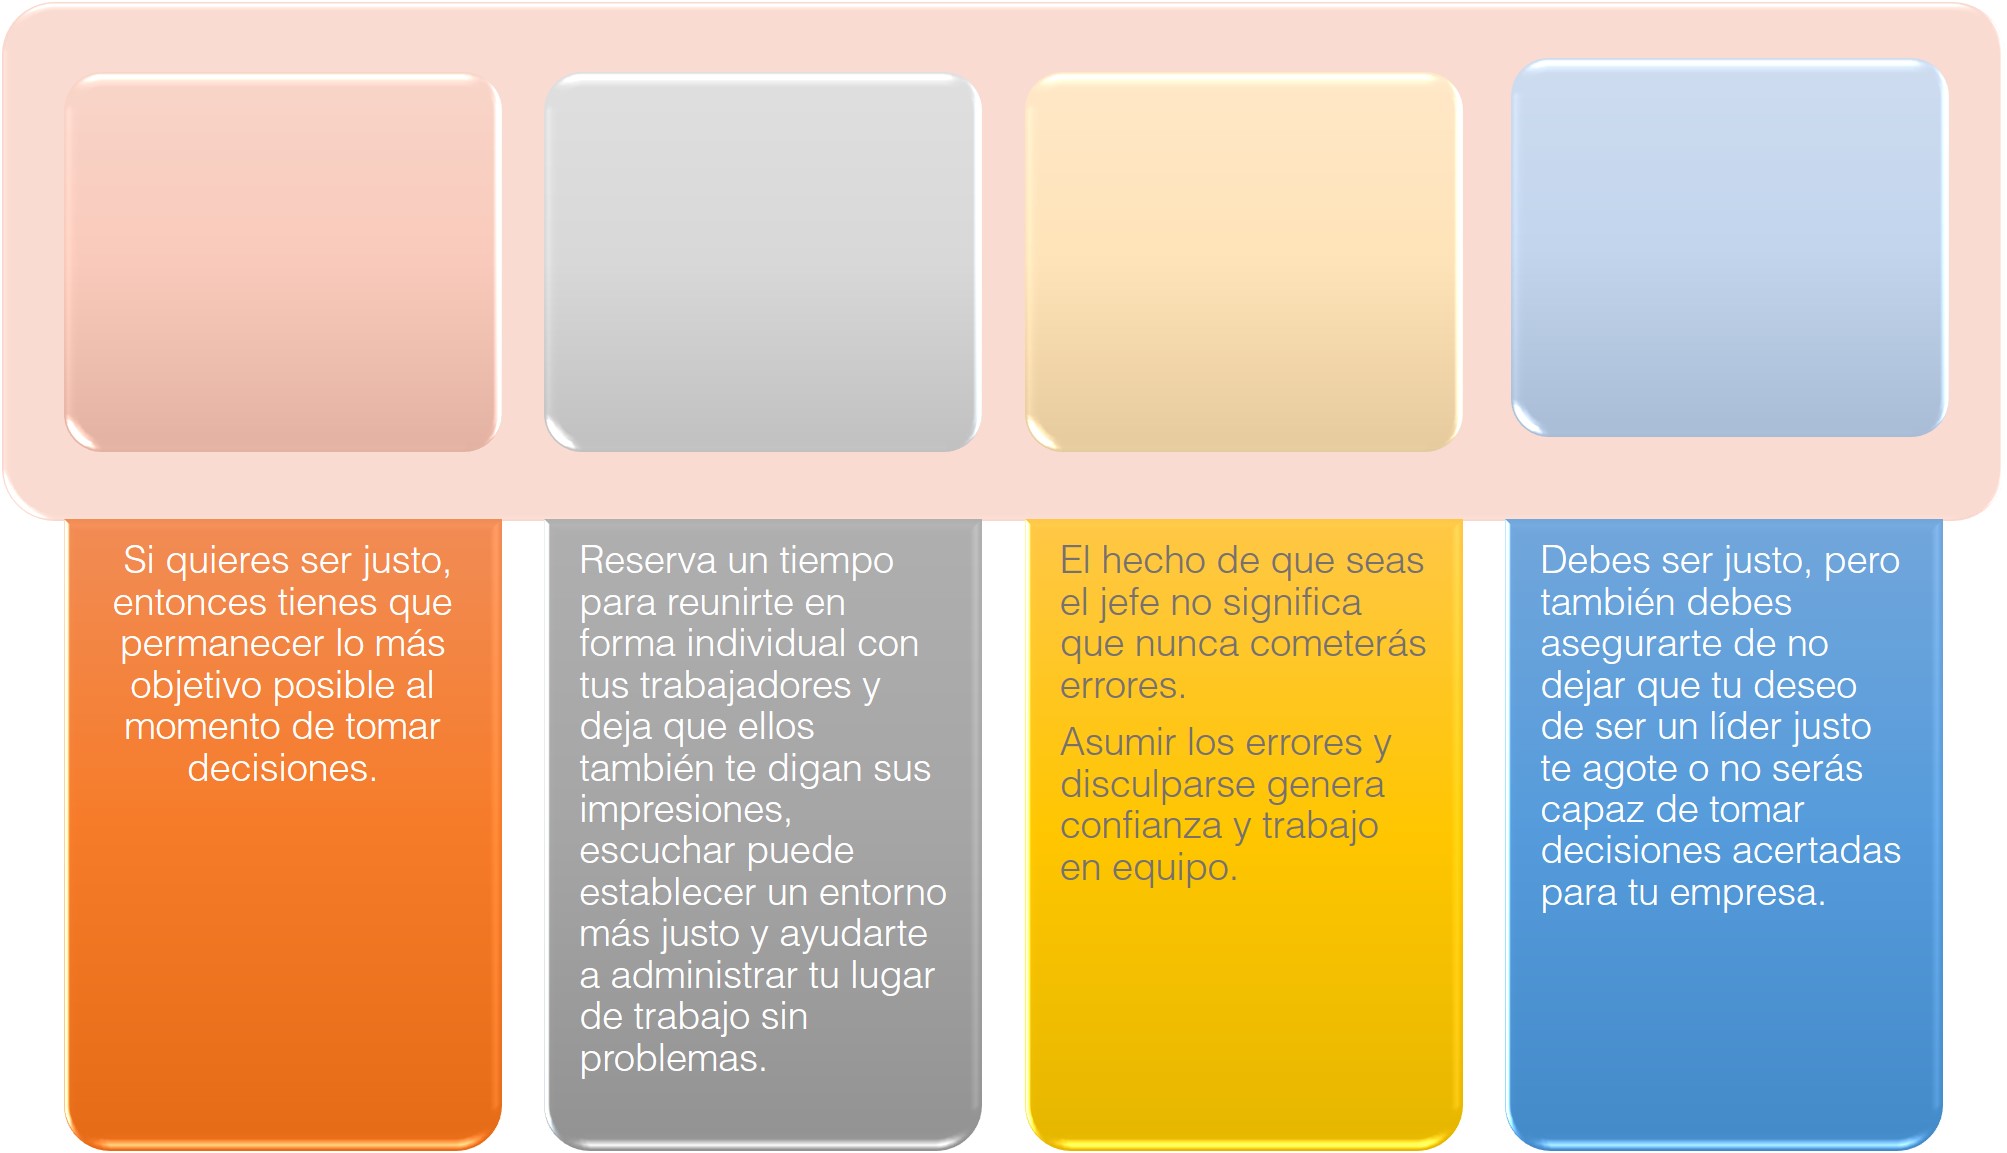 Si quieres ser justo,
entonces tienes que
permanecer lo más
objetivo posible al
momento de tomar
decisiones.
Reserva un tiempo
para reunirte en
forma individual con
tus trabajadores y
deja que ellos
también te digan sus
impresiones,
escuchar puede
establecer un entorno
más justo y ayudarte
a administrar tu lugar
de trabajo sin
problemas.
El hecho de que seas
el jefe no significa
que nunca cometerás
errores.
Asumir los errores y
disculparse genera
confianza y trabajo
en equipo.
Debes ser justo, pero
también debes
asegurarte de no
dejar que tu deseo
de ser un líder justo
te agote o no serás
capaz de tomar
decisiones acertadas
para tu empresa.